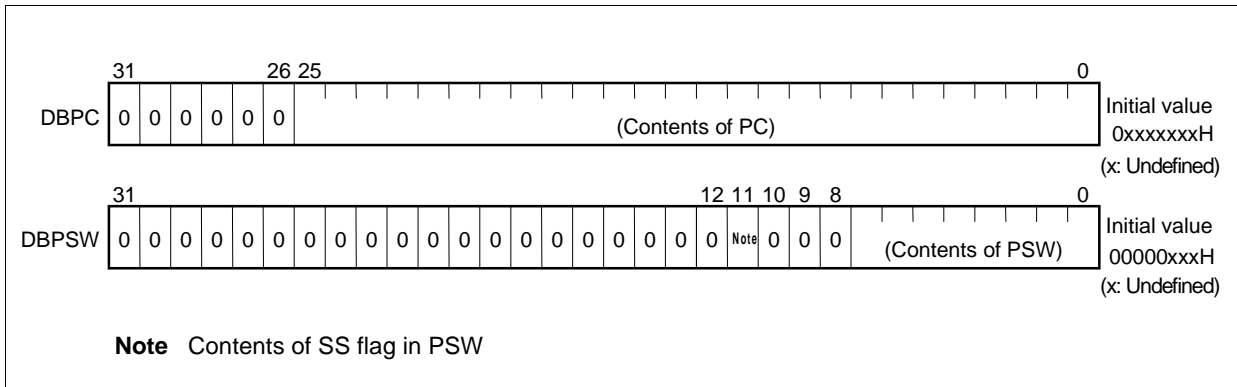 31 26 25 0
DBPC 0 0 0 0 0 0 (Contents of PC) Initial value
0xxxxxxxH
(x: Undefined)
31 12 11 10 9 8 0
DBPSW 0 0 0 0 0 0 0 0 0 0 0 0 0 0 0 0 0 0 0 0 Note 0 0 0 (Contents of PSW) Initial value
00000xxxH
(x: Undefined)
Note Contents of SS flag in PSW